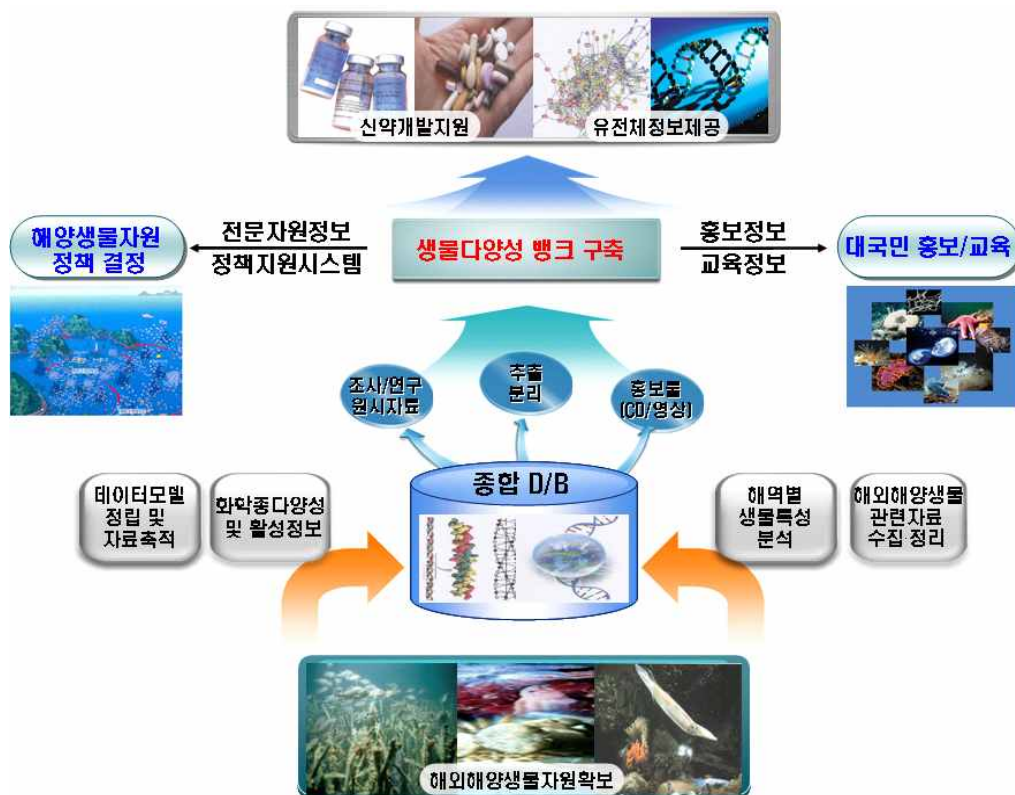 신약개발지원
유전체정보제공
해양생물자원
정책 결정
전문자원정보
정책지원시스템
생물다양성 뱅크 구축
홍보정보
교육정보
대국민 홍보/교육
조사/연구
원시자료
추출
분리
홍보물
(CD/영상)
종합 D/B
데이터모델
정립 및
자료축적
화학종다양성
및 활성정보
해역별
생물특성
분석
해외해양생물
관련자료
수집 정리
해외해양생물자원확보